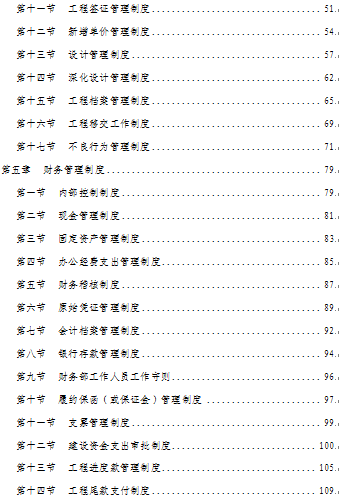 第十一节 工程签证管理制度 51
第十二节 新增单价管理制度 54
第十三节 设计管理制度 57
第十四节 深化设计管理制度 62
第十五节 工程档案管理制度 65
第十六节 工程移交工作制度 69
第十七节 不良行为管理制度 71
第五章 财务管理制度 79
第一节 内部控制制度 79
第二节 现金管理制度 81
第三节 固定资产管理制度 83
第四节 办公经费支出管理制度 85
第五节 财务稽核制度 87
第六节 原始凭证管理制度 89
第七节 会计档案管理制度 92
第八节 银行存款管理制度 94
第九节 财务部工作人员工作守则 96
第十节 履约保函（或保证金）管理制度 97
第十一节 支票管理制度 99
第十二节 建设资金支出审批制度 100
第十三节 工程进度款管理制度 105
第十四节 工程尾款支付制度 109